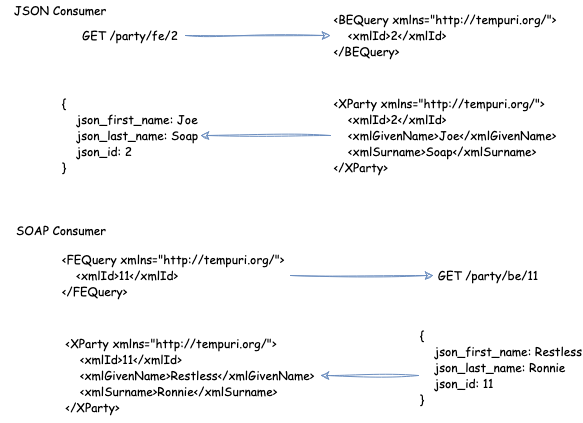 JSON Consumer
GET /party/fe/2
<BEQuery xmlns="http://tempuri.org/">
<xmlId>2</xmlId>
</BEQuery>
{
json_first_name: Joe
json_last_name: Soap
json_id: 2
}
<XParty xmlns="http://tempuri.org/">
<xmlId>2</xmlId>
<xmlGivenName>Joe</xmlGivenName>
<xmlSurname>Soap</xmlSurname>
</XParty>
SOAP Consumer
<FEQuery xmlns="http://tempuri.org/">
<xmlId>11</xmlId>
</FEQuery>
GET /party/be/11
<XParty xmlns="http://tempuri.org/">
<xmlId>11</xmlId>
<xmlGivenName>Restless</xmlGivenName>
<xmlSurname>Ronnie</xmlSurname>
</XParty>
{
json_first_name: Restless
json_last_name: Ronnie
json_id: 11
}